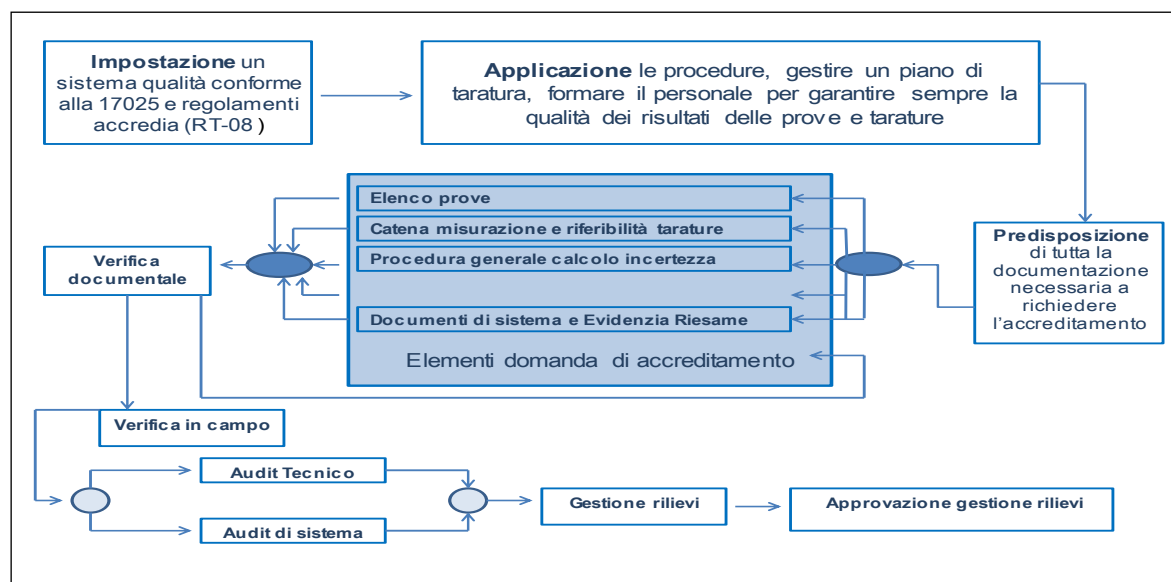 Impostazione un
sistema qualità conforme
alla 17025 e regolamenti
accredia (RT-08 )
Applicazione le procedure, gestire un piano di
taratura, formare il personale per garantire sempre la
qualità dei risultati delle prove e tarature
Elenco prove
Catena misurazione e riferibilità tarature
Procedura generale calcolo incertezza
Documenti di sistema e Evidenzia Riesame
Elementi domanda di accreditamento
Predisposizione
di tutta la
documentazione
necessaria a
richiedere
l’accreditamento
Verifica
documentale
Verifica in campo
Audit Tecnico
Audit di sistema
Gestione rilievi
Approvazione gestione rilievi